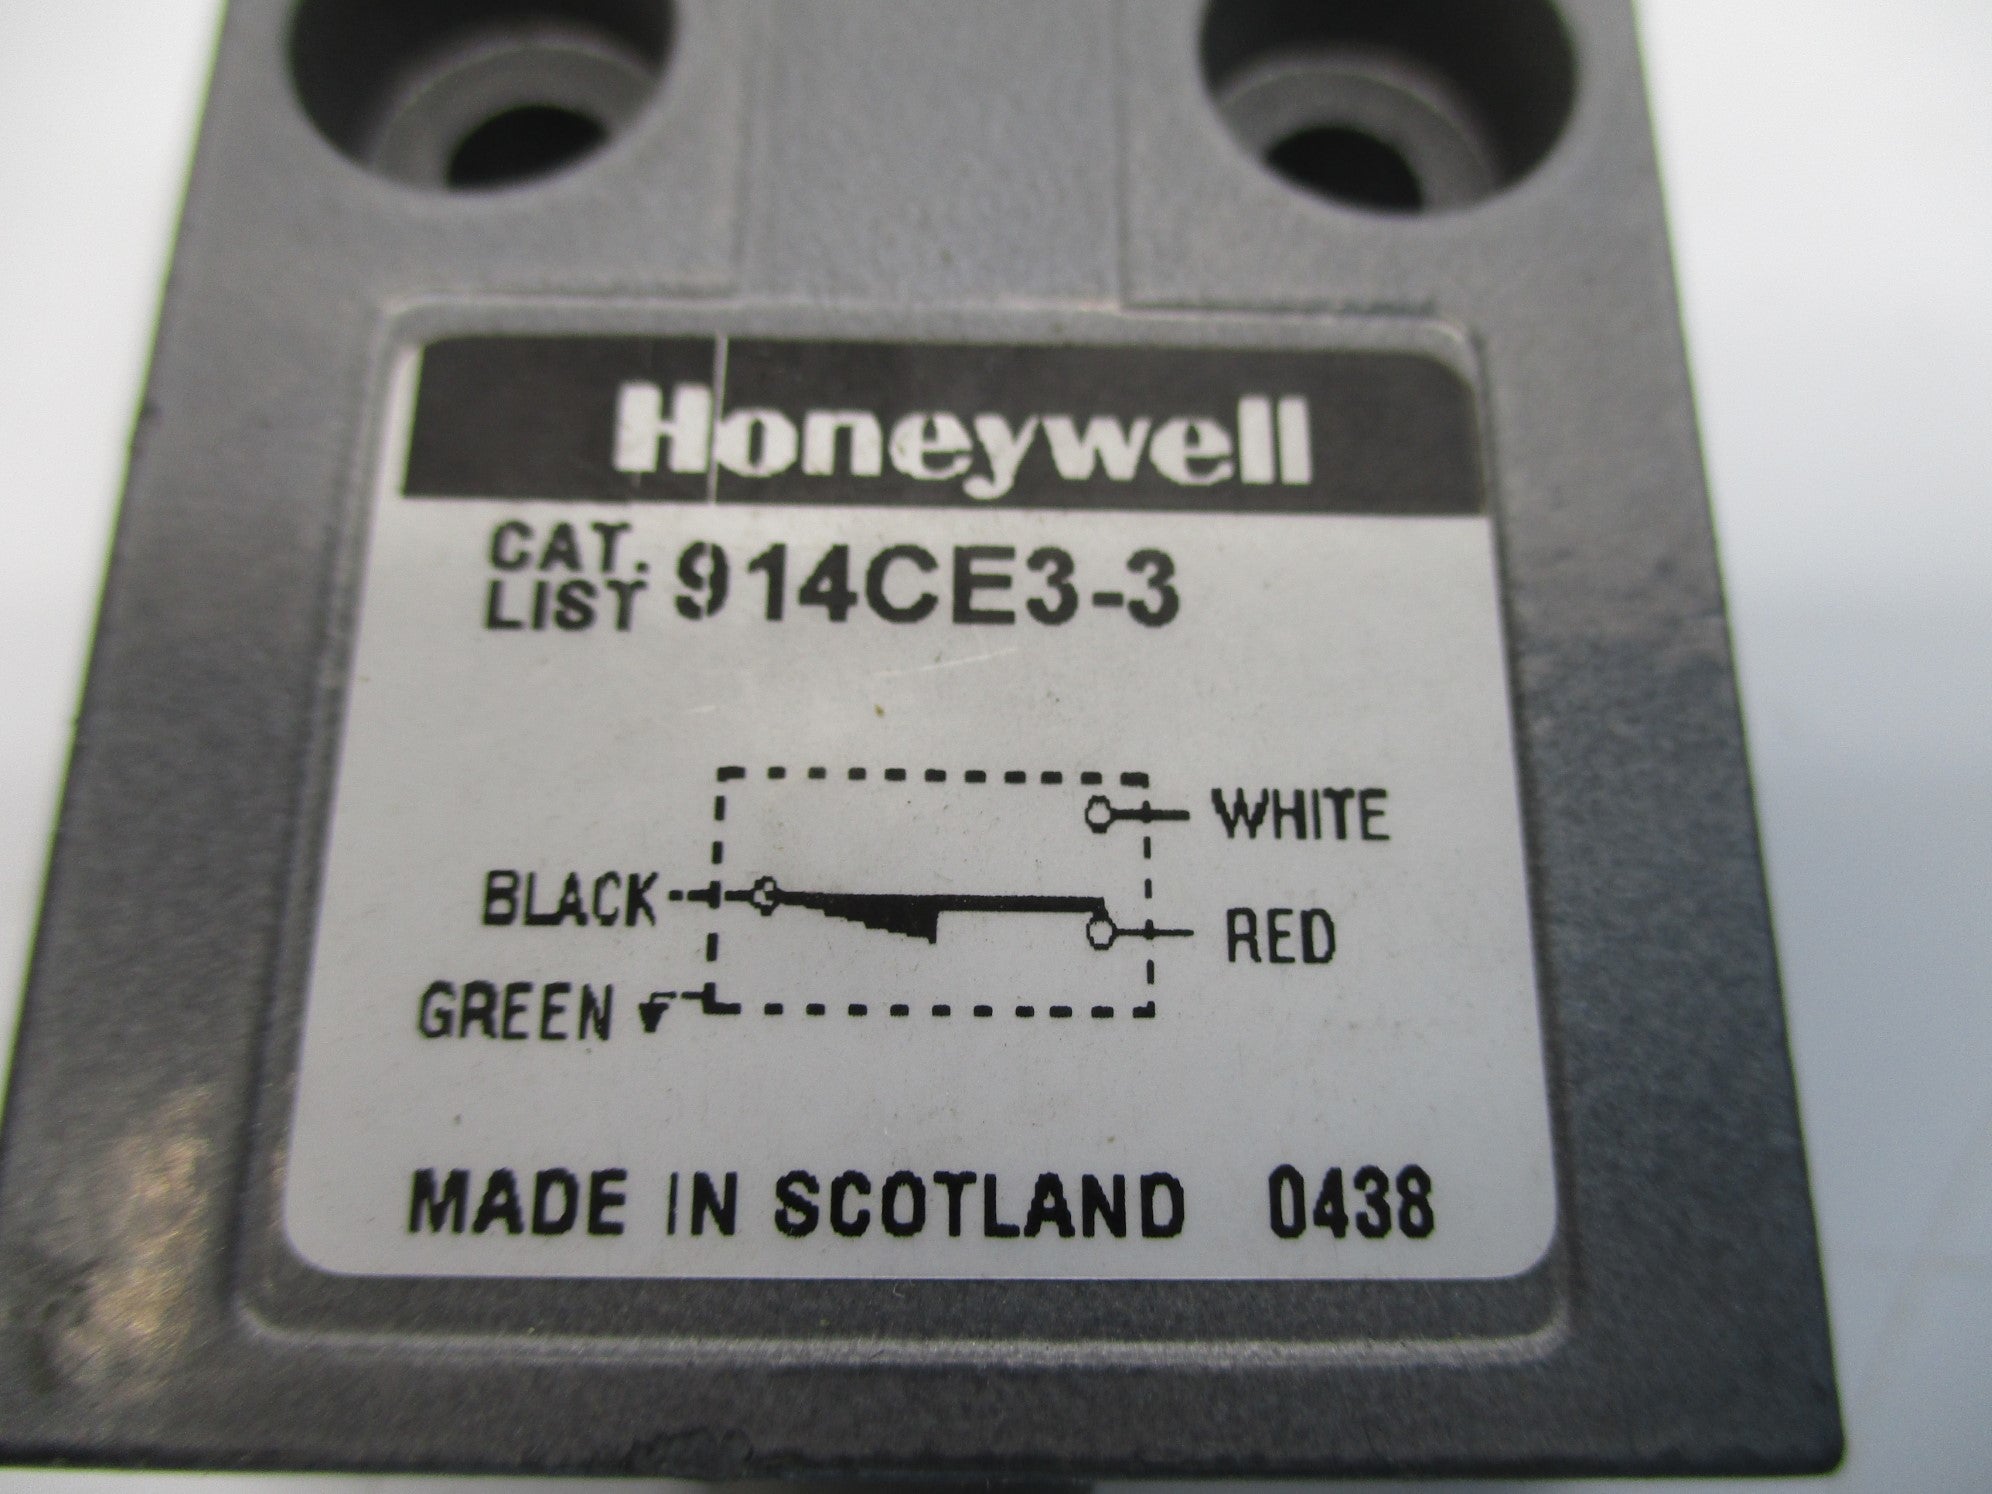 Honeywell
CAT. LIST 914CE3-3
WHITE
BLACK
RED
GREEN
MADE IN SCOTLAND 0438